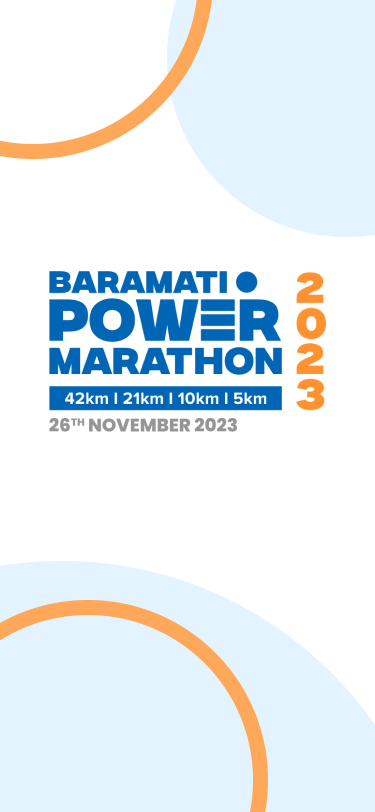 BARAMATI
POWER
MARATHON
2023
42km | 21km | 10km | 5km
26TH NOVEMBER 2023